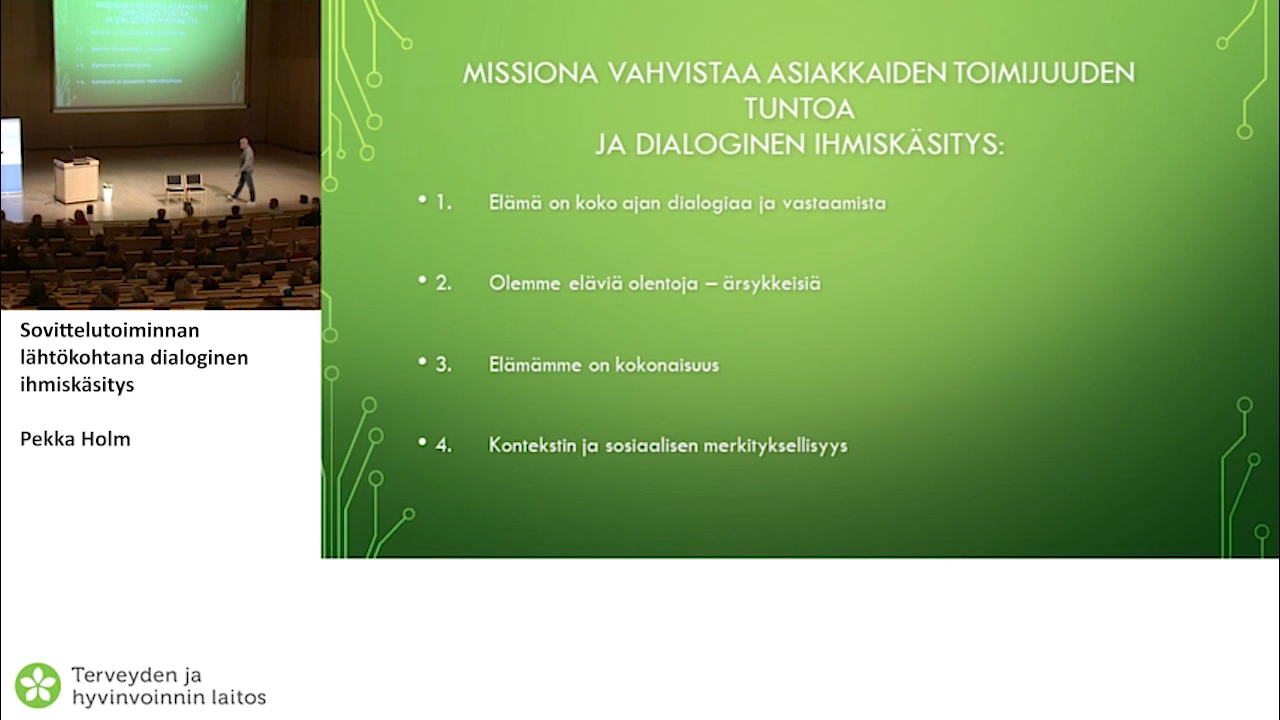 MISSIONA VAHVISTAA ASIAKKAIDEN TOIMIJUUDEN
TUNTOA
JA DIALOGINEN IHMISKÄSITYS:
• 1. Elämä on koko ajan dialogiaa ja vastaamista
• 2. Olemme eläviä olentoja – ärsykkeisiä
• 3. Elämämme on kokonaisuus
• 4. Kontekstin ja sosiaalisen merkityksellisyys
Sovittelutoiminnan
lähtökohtana dialoginen
ihmiskäsitys
Pekka Holm
Terveyden ja
hyvinvoinnin laitos